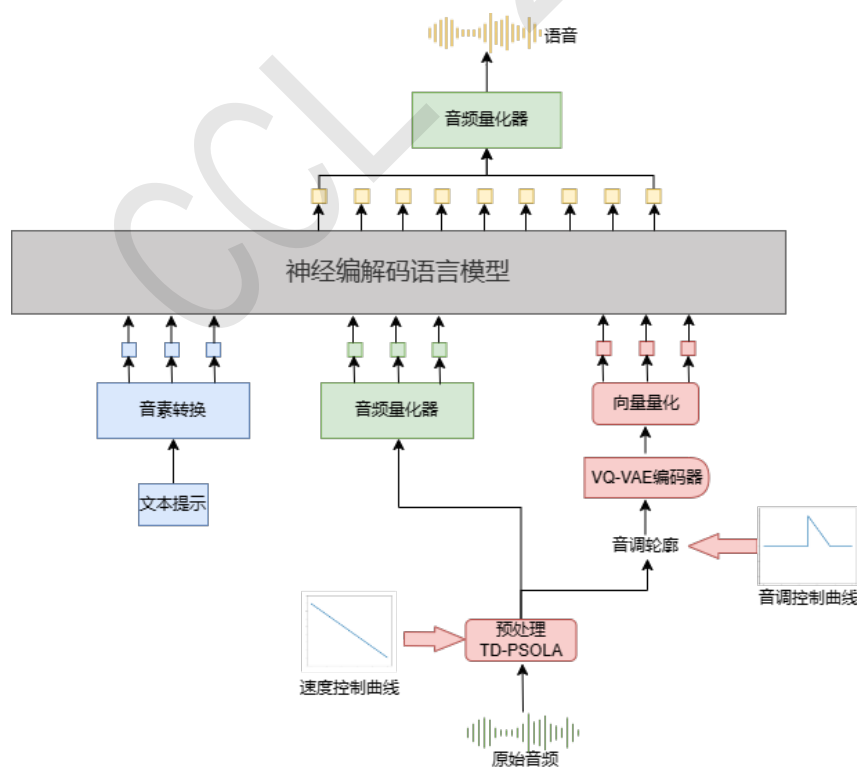 CCL 2
语音
音频量化器
神经编解码语言模型
音素转换
音频量化器
向量量化
VQ-VAE编码器
文本提示
音调轮廓
音调控制曲线
预处理
TD-PSOLA
速度控制曲线
原始音频